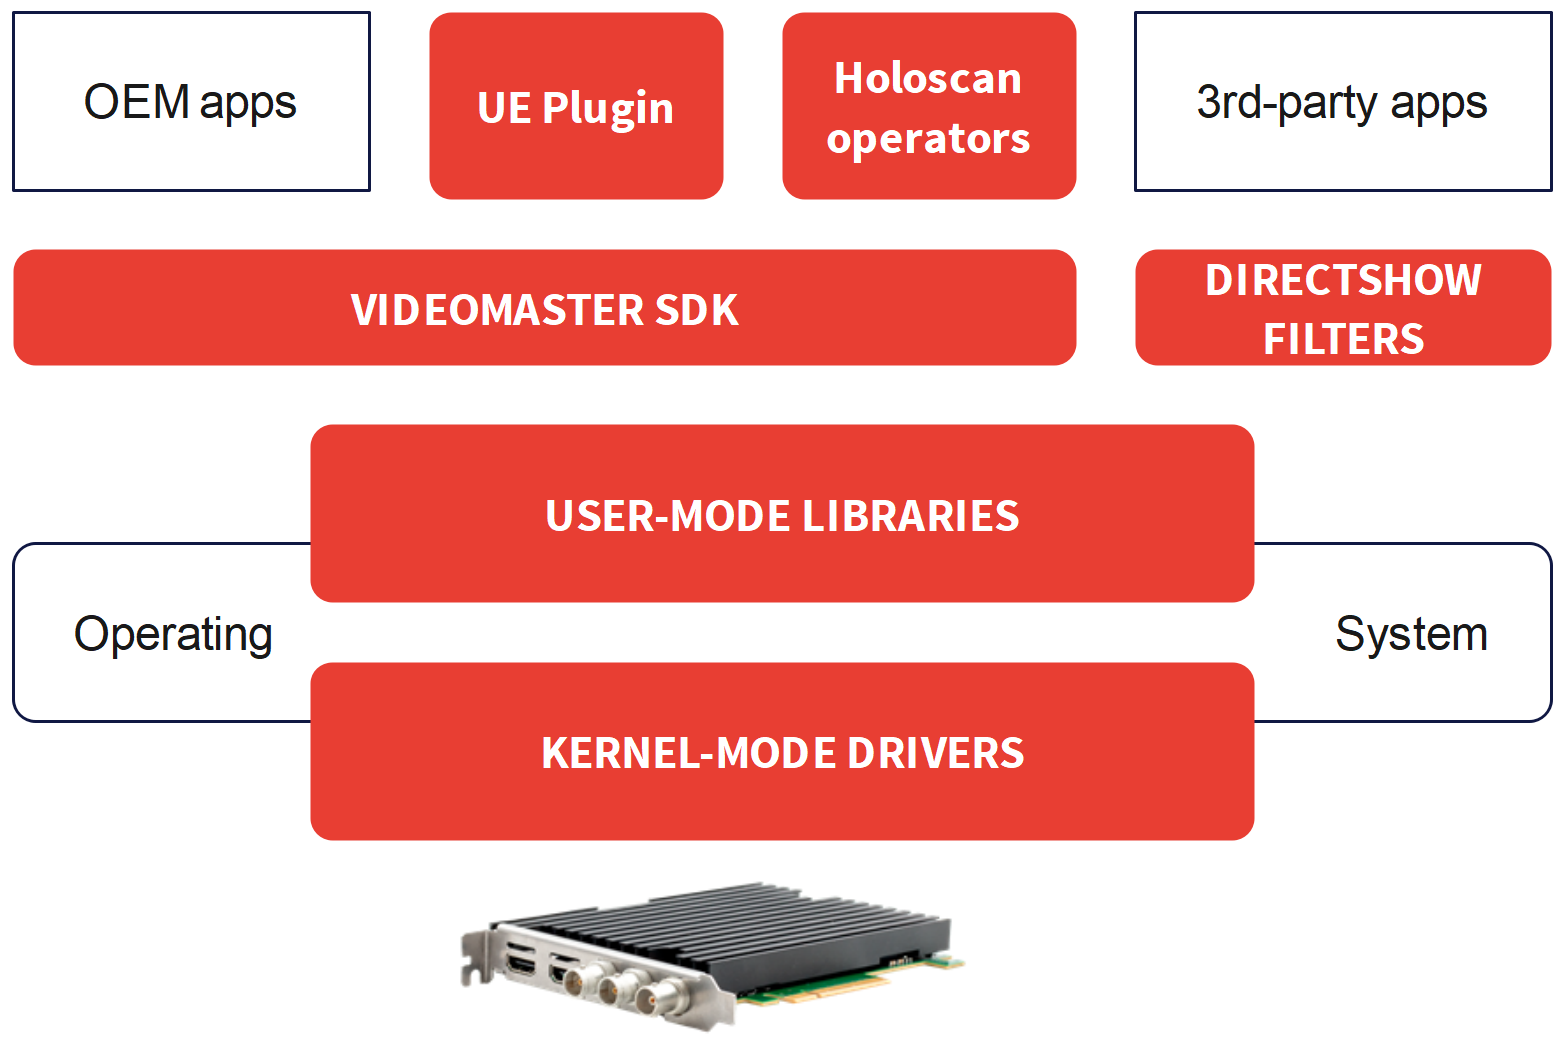 OEM apps
UE Plugin
Holoscan
operators
3rd-party apps
VIDEOMASTER SDK
DIRECTSHOW
FILTERS
USER-MODE LIBRARIES
Operating
System
KERNEL-MODE DRIVERS